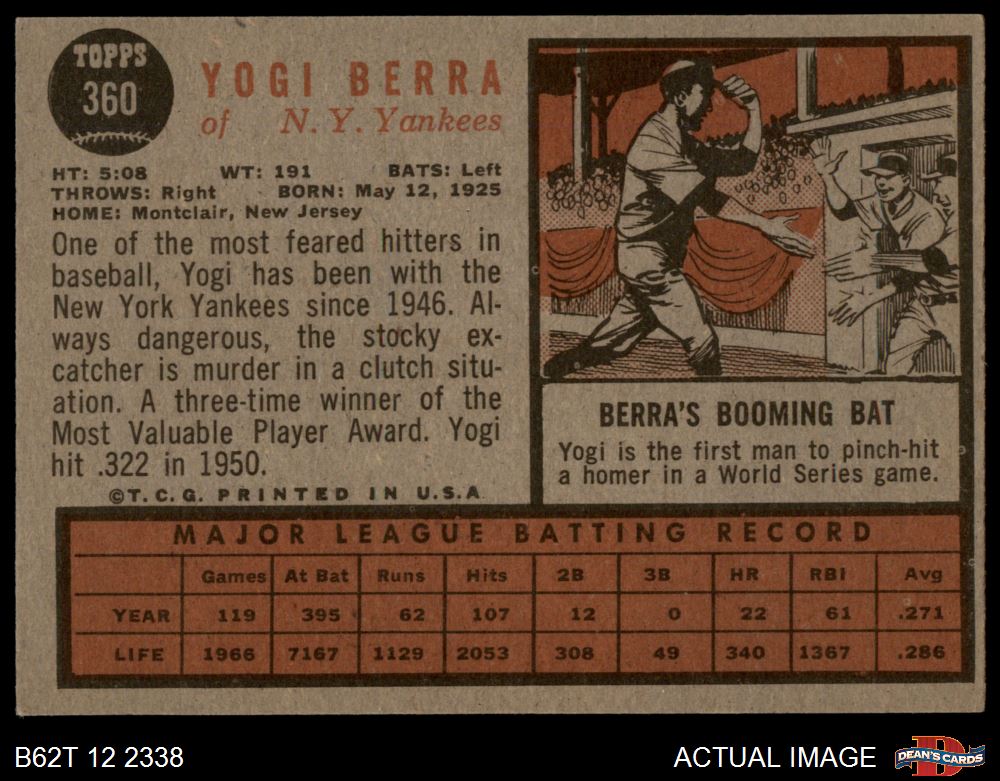 TOPPS
360
YOGI BERRA
of N. Y. Yankees
HT: 5:08 WT: 191 BATS: Left
THROWS: Right BORN: May 12, 1925
HOME: Montclair, New Jersey
One of the most feared hitters in
baseball, Yogi has been with the
New York Yankees since 1946. Al-
ways dangerous, the stocky ex-
catcher is murder in a clutch situ-
ation. A three-time winner of the
Most Valuable Player Award. Yogi
hit .322 in 1950.
©T.C.G. PRINTED IN U.S.A.
BERRA'S BOOMING BAT
Yogi is the first man to pinch-hit
a homer in a World Series game.
MAJOR LEAGUE BATTING RECORD
Games At Bat Runs Hits 2B 3B HR RBI Avg
YEAR 119 395 62 107 12 0 22 61 .271
LIFE 1966 7167 1129 2053 308 49 340 1367 .286
B62T 12 2338
ACTUAL IMAGE
D
DEAN'S CARDS